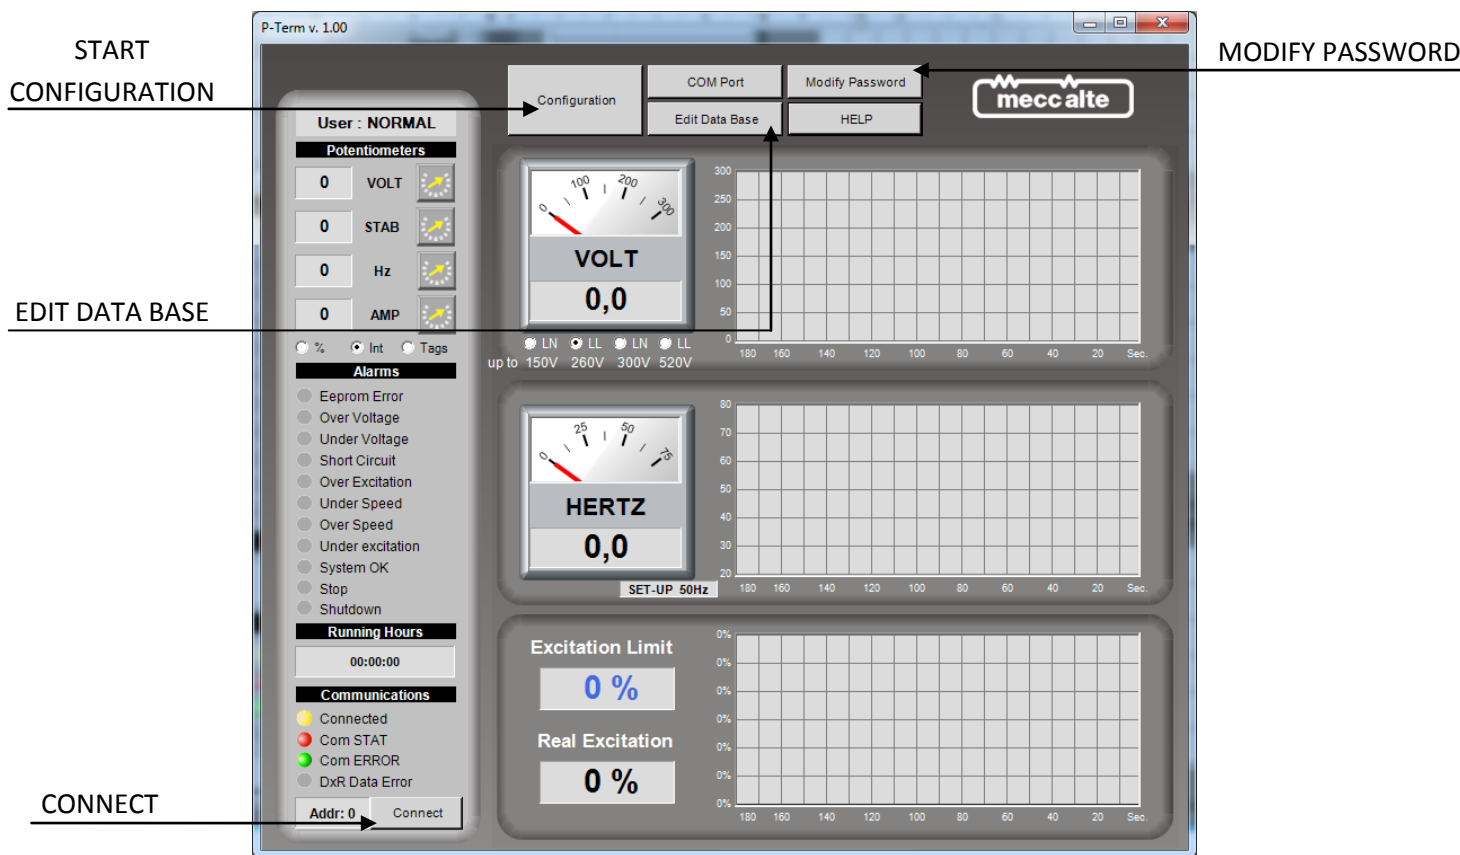 P-Term v. 1.00
START
CONFIGURATION
MODIFY PASSWORD
EDIT DATA BASE
CONNECT
Configuration
COM Port
Modify Password
Edit Data Base
HELP
mecc alte
User : NORMAL
Potentiometers
0 VOLT
0 STAB
0 Hz
0 AMP
% Int Tags
Alarms
Eeprom Error
Over Voltage
Under Voltage
Short Circuit
Over Excitation
Under Speed
Over Speed
Under excitation
System OK
Stop
Shutdown
Running Hours
00:00:00
Communications
Connected
Com STAT
Com ERROR
DxR Data Error
Addr: 0 Connect
0 100 200 300
VOLT
0,0
LN LL LN LL
up to 150V 260V 300V 520V
300
250
200
150
100
50
0
180 160 140 120 100 80 60 40 20 Sec.
0 25 50 75
HERTZ
0,0
SET-UP 50Hz
80
70
60
50
40
30
20
180 160 140 120 100 80 60 40 20 Sec.
Excitation Limit
0 %
Real Excitation
0 %
0%
0%
0%
0%
0%
0%
0%
180 160 140 120 100 80 60 40 20 Sec.